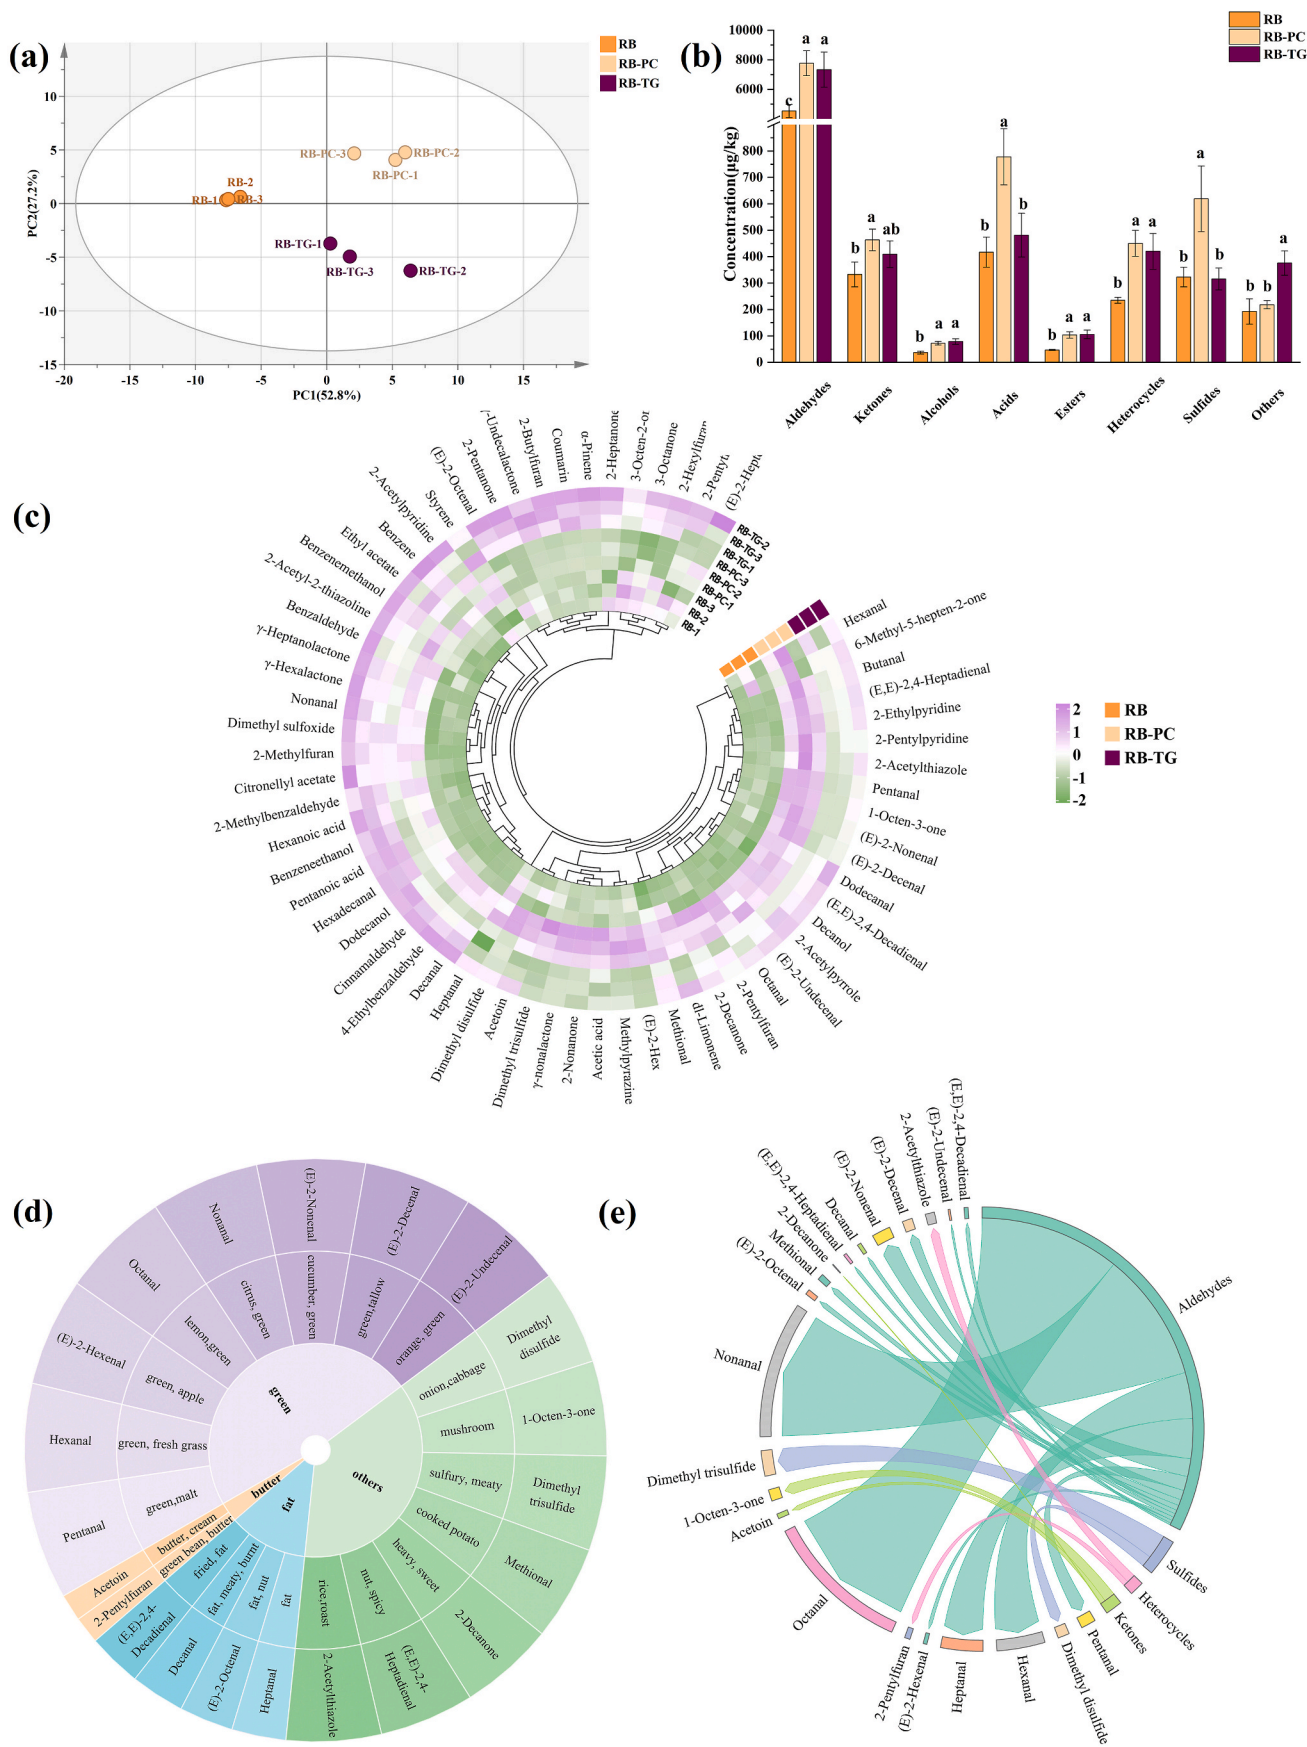 (a)
RB
RB-PC
RB-TG
10
5
0
-5
-10
-15
-20
-15
-10
-5
0
5
10
15
PC2(27.2%)
PC1(52.8%)
RB-PC-3
RB-PC-2
RB-PC-1
RB-2
RB-1
RB-3
RB-TG-1
RB-TG-3
RB-TG-2
(b)
RB
RB-PC
RB-TG
Concentration(µg/kg)
10000
8000
6000
800
700
600
500
400
300
200
100
0
c a a
b a ab
b a a
b a b
b a a
b a a
b a b
b b a
Aldehydes
Ketones
Alcohols
Acids
Esters
Heterocycles
Sulfides
Others
(c)
Hexanal
6-Methyl-5-hepten-2-one
Butanal
(E,E)-2,4-Heptadienal
2-Ethylpyridine
2-Pentylpyridine
2-Acetylthiazole
Pentanal
1-Octen-3-one
(E)-2-Nonenal
(E)-2-Decenal
Dodecanal
(E,E)-2,4-Decadienal
Decanol
2-Acetylpyrrole
(E)-2-Undecenal
Octanal
2-Pentylfuran
2-Decanone
dl-Limonene
Methional
(E)-2-Hex
Methylpyrazine
Acetic acid
2-Nonanone
γ-nonalactone
Dimethyl trisulfide
Acetoin
Dimethyl disulfide
Heptanal
Decanal
4-Ethylbenzaldehyde
Cinnamaldehyde
Dodecanol
Hexadecanal
Pentanoic acid
Benzeneethanol
Hexanoic acid
2-Methylbenzaldehyde
Citronellyl acetate
2-Methylfuran
Dimethyl sulfoxide
Nonanal
γ-Hexalactone
γ-Heptanolactone
Benzaldehyde
2-Acetyl-2-thiazoline
Benzenemethanol
Ethyl acetate
Benzene
2-Acetylpyridine
Styrene
(E)-2-Octenal
2-Pentanone
γ-Undecalactone
2-Butylfuran
Coumarin
α-Pinene
2-Heptanone
3-Octen-2-on
3-Octanone
2-Hexylfuran
2-Pentyl
(E)-2-Hept
RB-TG-2
RB-TG-3
RB-TG-1
RB-PC-3
RB-PC-2
RB-PC-1
RB-3
RB-2
RB-1
2
1
0
-1
-2
RB
RB-PC
RB-TG
(d)
green
Pentanal
green,malt
Hexanal
green, fresh grass
(E)-2-Hexenal
green, apple
Octanal
lemon,green
Nonanal
citrus, green
(E)-2-Nonenal
cucumber, green
(E)-2-Decenal
green,tallow
(E)-2-Undecenal
orange, green
others
Dimethyl
disulfide
onion,cabbage
1-Octen-3-one
mushroom
Dimethyl
trisulfide
sulfury, meaty
Methional
cooked potato
2-Decanone
heavy, sweet
(E,E)-2,4-
Heptadienal
nut, spicy
2-Acetylthiazole
rice,roast
fat
Heptanal
fat
(E)-2-Octenal
fat, nut
Decanal
fat, meaty, burnt
(E,E)-2,4-
Decadienal
fried, fat
butter
2-Pentylfuran
green bean, butter
Acetoin
butter, cream
(e)
Aldehydes
Sulfides
Heterocycles
Ketones
Pentanal
Dimethyl disulfide
Hexanal
Heptanal
(E)-2-Hexenal
2-Pentylfuran
Octanal
Acetoin
1-Octen-3-one
Dimethyl trisulfide
Nonanal
(E)-2-Octenal
Methional
2-Decanone
(E,E)-2,4-Heptadienal
Decanal
(E)-2-Nonenal
(E)-2-Decenal
2-Acetylthiazole
(E)-2-Undecenal
(E,E)-2,4-Decadienal